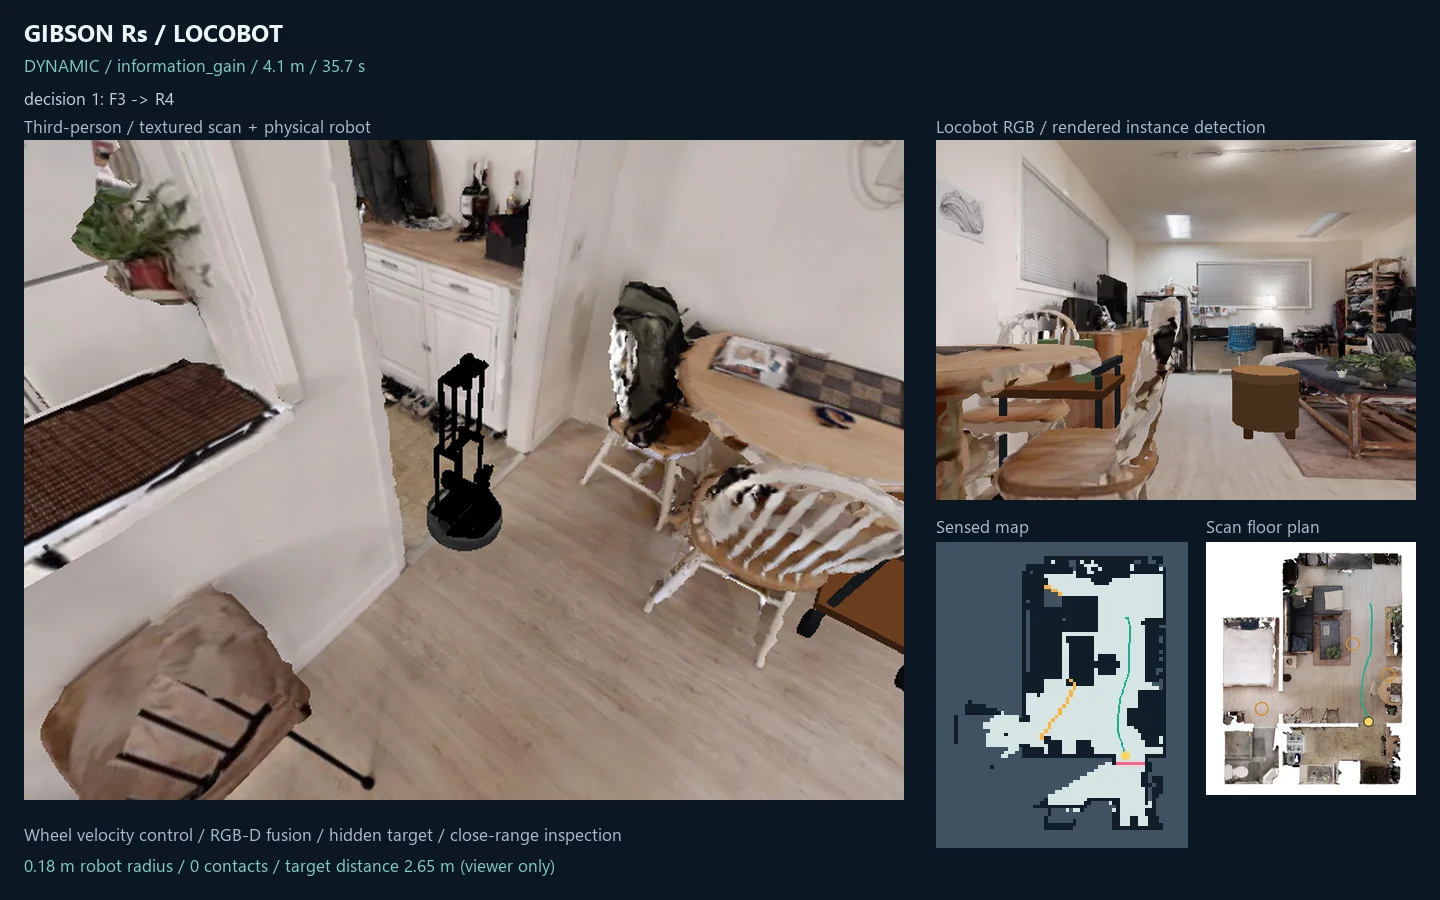 GIBSON Rs / LOCOBOT
DYNAMIC / information_gain / 4.1 m / 35.7 s
decision 1: F3 -> R4
Third-person / textured scan + physical robot
Locobot RGB / rendered instance detection
Sensed map
Scan floor plan
Wheel velocity control / RGB-D fusion / hidden target / close-range inspection
0.18 m robot radius / 0 contacts / target distance 2.65 m (viewer only)